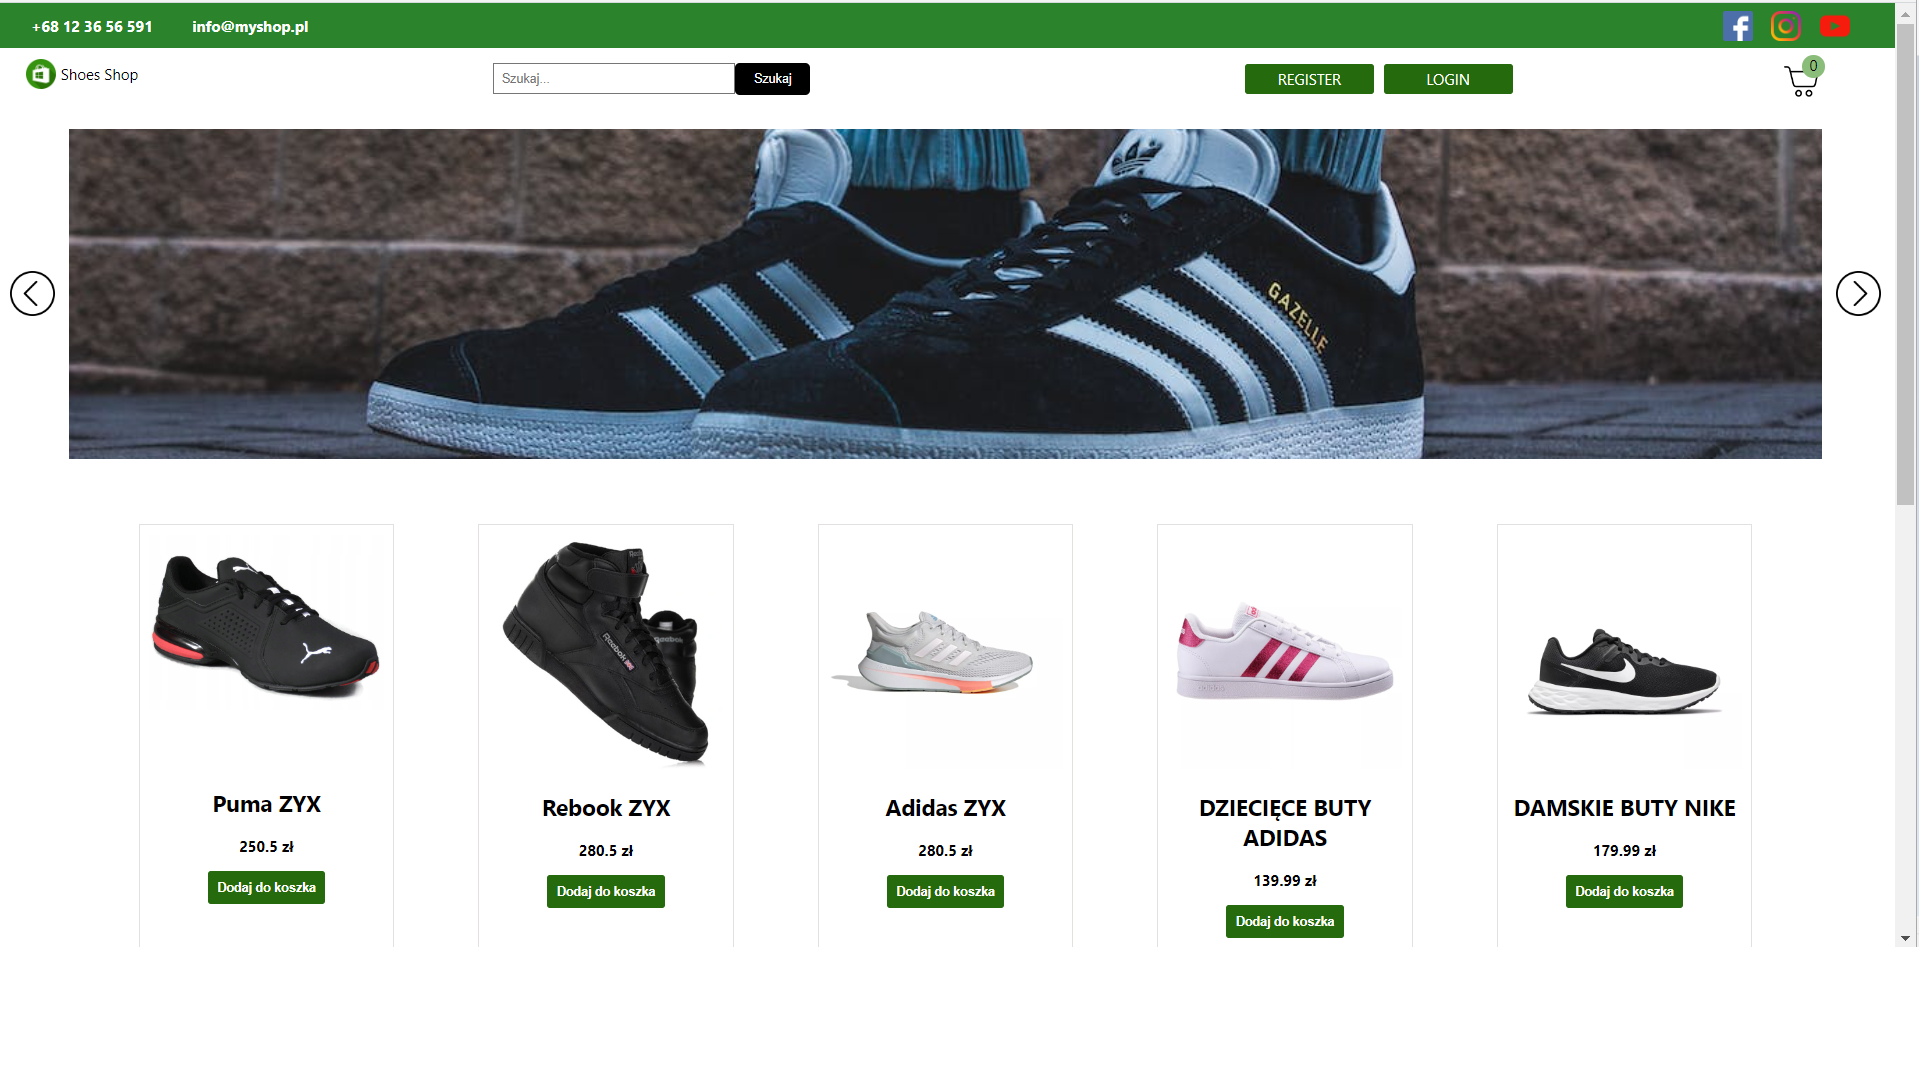 +68 12 36 56 591 info@myshop.pl
Shoes Shop
Szukaj...
Szukaj
REGISTER
LOGIN
0
GAZELLE
Reebok
Reebok
adidas
Puma ZYX
250.5 zł
Dodaj do koszka
Rebook ZYX
280.5 zł
Dodaj do koszka
Adidas ZYX
280.5 zł
Dodaj do koszka
DZIECIĘCE BUTY
ADIDAS
139.99 zł
Dodaj do koszka
DAMSKIE BUTY NIKE
179.99 zł
Dodaj do koszka